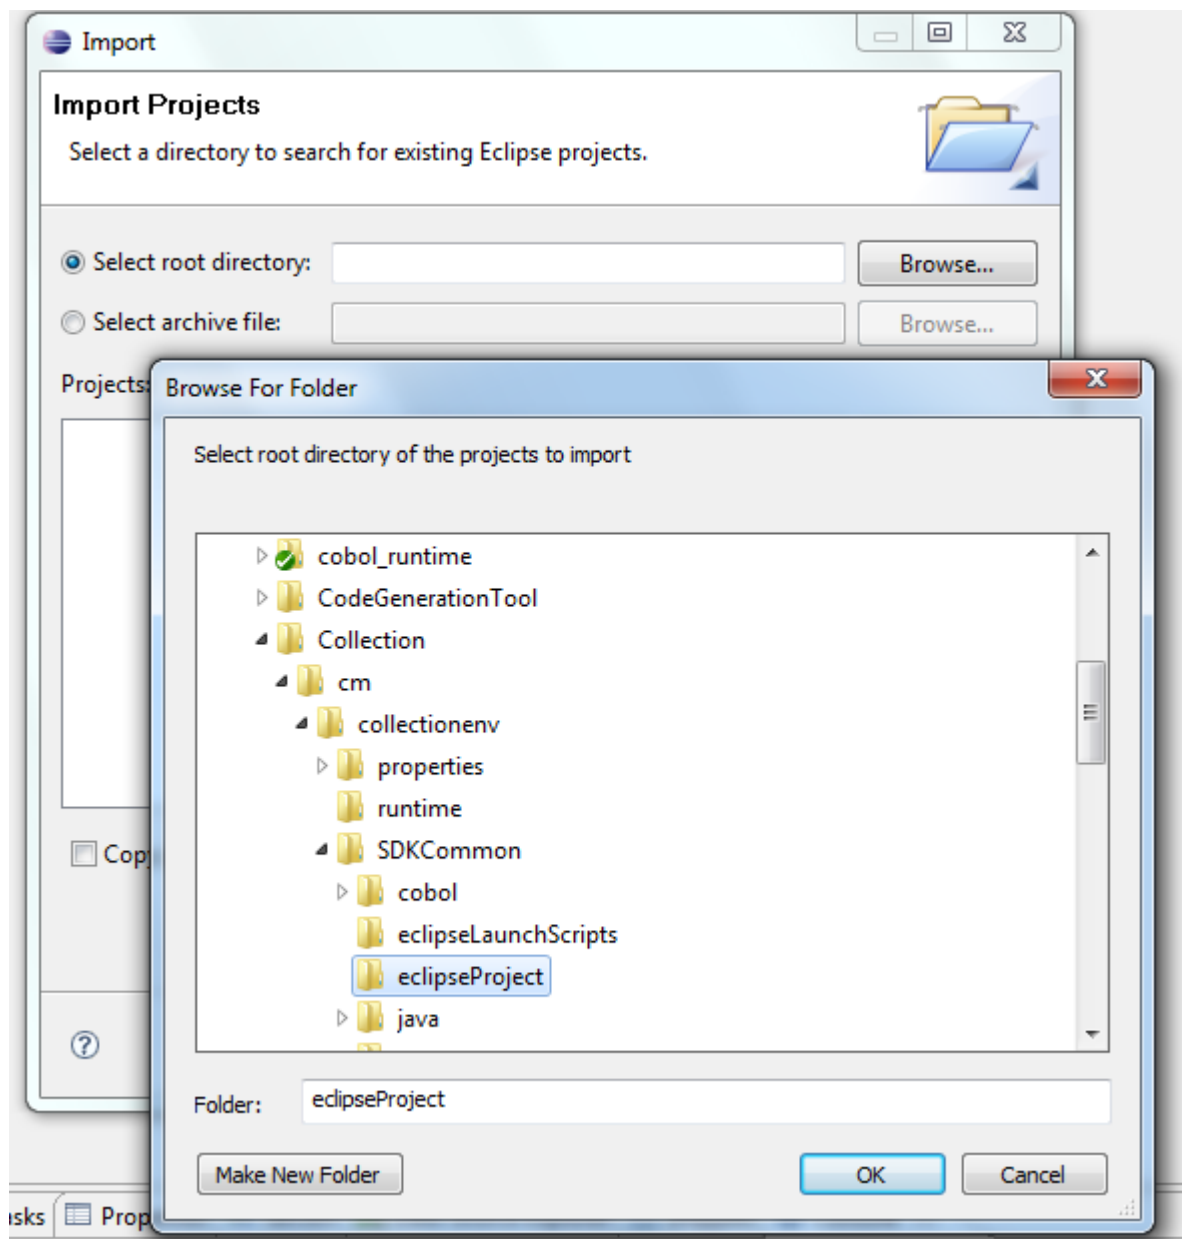 Import
Import Projects
Select a directory to search for existing Eclipse projects.
Select root directory:
Browse...
Select archive file:
Browse...
Projects:
Browse For Folder
Select root directory of the projects to import
cobol_runtime
CodeGenerationTool
Collection
cm
collectionenv
properties
runtime
SDKCommon
cobol
eclipseLaunchScripts
eclipseProject
java
Cop
Folder: eclipseProject
Make New Folder
OK
Cancel
sks
Prop